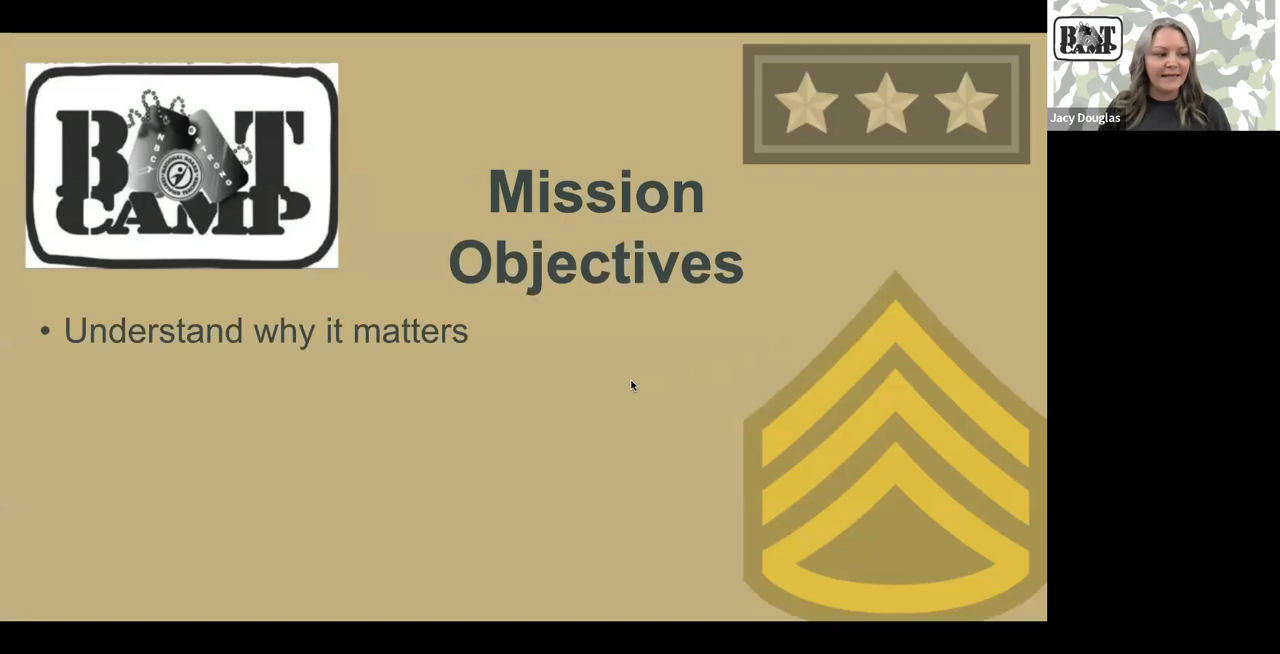 BOOT
CAMP
Mission
Objectives
• Understand why it matters
BOOT
CAMP
Jacy Douglas